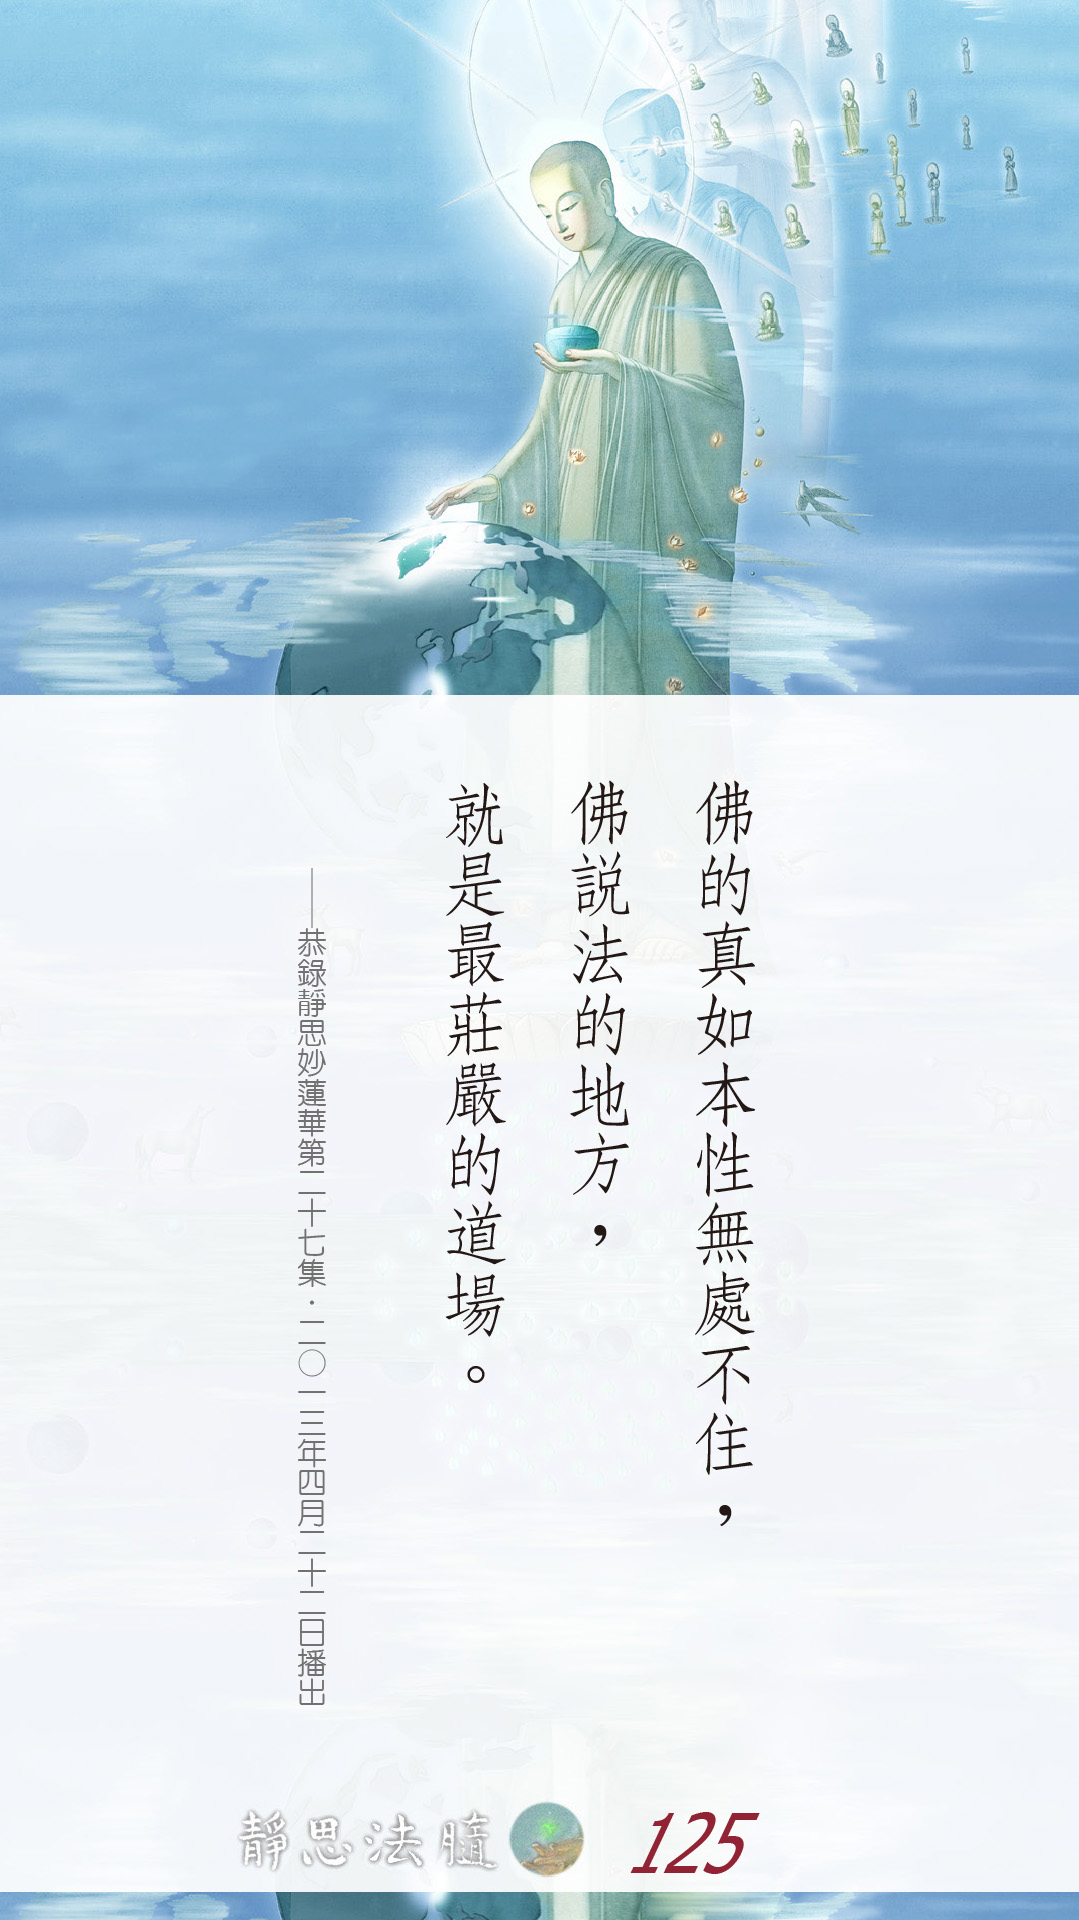 佛的真如本性無處不住，
佛說法的地方，
就是最莊嚴的道場。
——恭錄靜思妙蓮華第二十七集·二〇一三年四月二十二日播出
靜思法髓
125